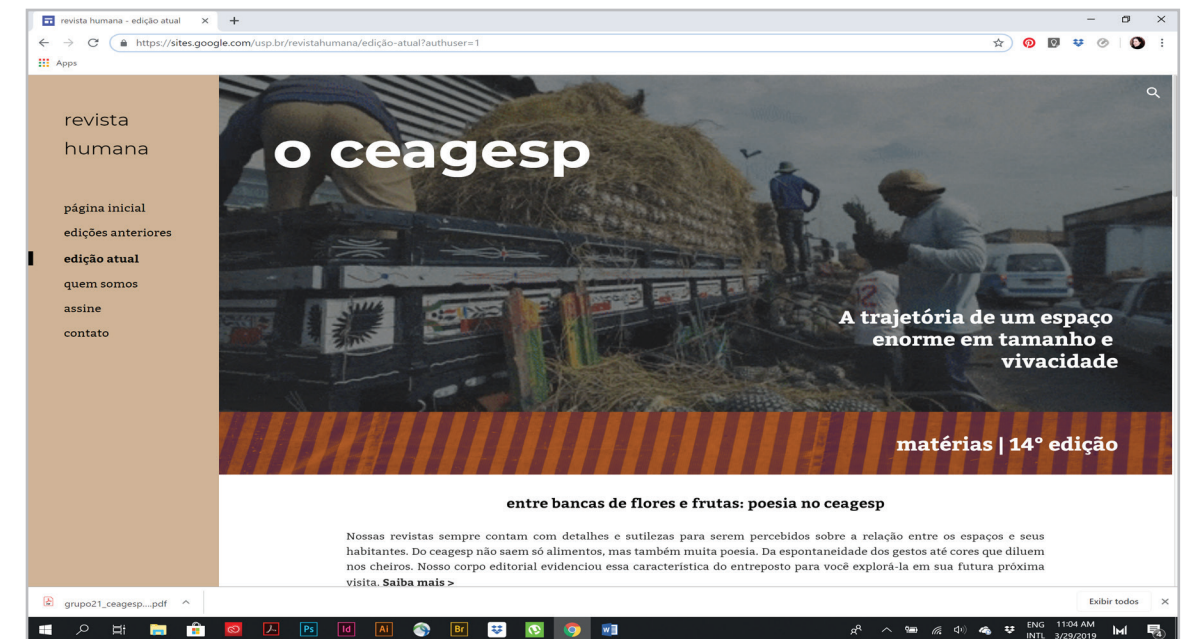 revista humana - edição atual
https://sites.google.com/usp.br/revistahumana/edição-atual?authuser=1
Apps
revista
humana
página inicial
edições anteriores
edição atual
quem somos
assine
contato
o ceagesp
A trajetória de um espaço
enorme em tamanho e
vivacidade
matérias | 14º edição
entre bancas de flores e frutas: poesia no ceagesp
Nossas revistas sempre contam com detalhes e sutilezas para serem percebidos sobre a relação entre os espaços e seus
habitantes. Do ceagesp não saem só alimentos, mas também muita poesia. Da espontaneidade dos gestos até cores que diluem
nos cheiros. Nosso corpo editorial evidenciou essa característica do entreposto para você explorá-la em sua futura próxima
visita. Saiba mais >
grupo21_ceagesp....pdf
Exibir todos
Ps
Id
Ai
Br
ENG
INTL
11:04 AM
3/29/2019